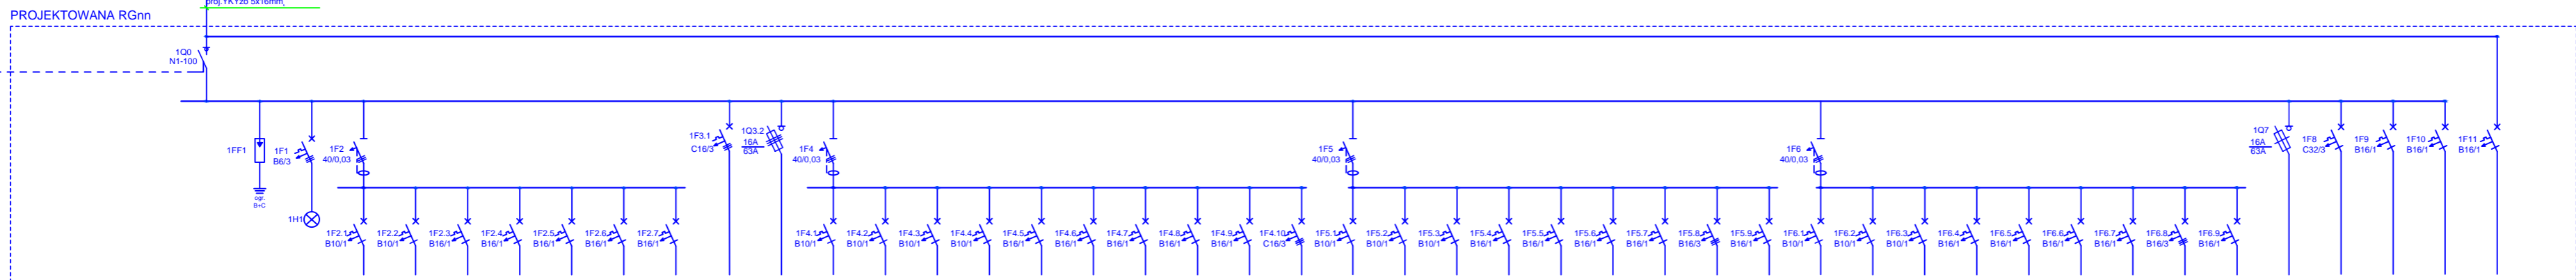 proj.YKYżo 5x16mm
PROJEKTOWANA RGnn
1Q0
N1-100
1FF1
ogr.
B+C
1F1
B6/3
1H1
1F2
40/0,03
1F2.1
B10/1
1F2.2
B10/1
1F2.3
B16/1
1F2.4
B16/1
1F2.5
B16/1
1F2.6
B16/1
1F2.7
B16/1
1F3.1
C16/3
1Q3.2
16A
63A
1F4
40/0,03
1F4.1
B10/1
1F4.2
B10/1
1F4.3
B10/1
1F4.4
B10/1
1F4.5
B16/1
1F4.6
B16/1
1F4.7
B16/1
1F4.8
B16/1
1F4.9
B16/1
1F4.10
C16/3
1F5
40/0,03
1F5.1
B10/1
1F5.2
B10/1
1F5.3
B10/1
1F5.4
B16/1
1F5.5
B16/1
1F5.6
B16/1
1F5.7
B16/1
1F5.8
B16/3
1F5.9
B16/1
1F6
40/0,03
1F6.1
B10/1
1F6.2
B10/1
1F6.3
B10/1
1F6.4
B16/1
1F6.5
B16/1
1F6.6
B16/1
1F6.7
B16/1
1F6.8
B16/3
1F6.9
B16/1
1Q7
16A
63A
1F8
C32/3
1F9
B16/1
1F10
B16/1
1F11
B16/1